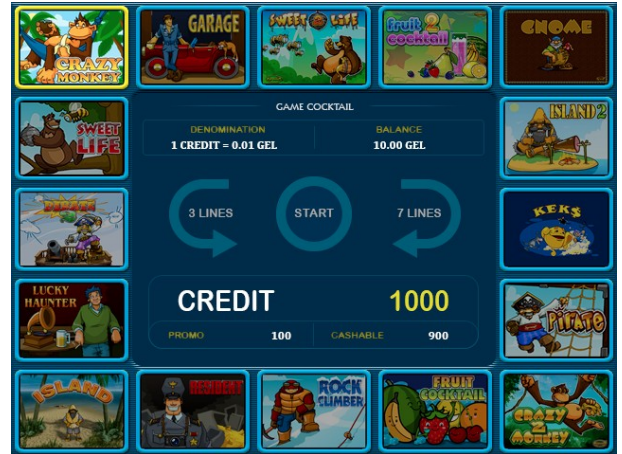 CRAZY
MONKEY
GARAGE
SWEET LIFE
fruit
cocktail
2
GNOME
SWEET
LIFE
GAME COCKTAIL
DENOMINATION
BALANCE
1 CREDIT = 0.01 GEL
10.00 GEL
ISLAND 2
3 LINES
START
7 LINES
KEK$
LUCKY
HAUNTER
CREDIT
1000
PROMO
100
CASHABLE
900
PIRATE
ISLAND
RESIDENT
ROCK
CLIMBER
FRUIT
COCKTAIL
CRAZY
2
MONKEY